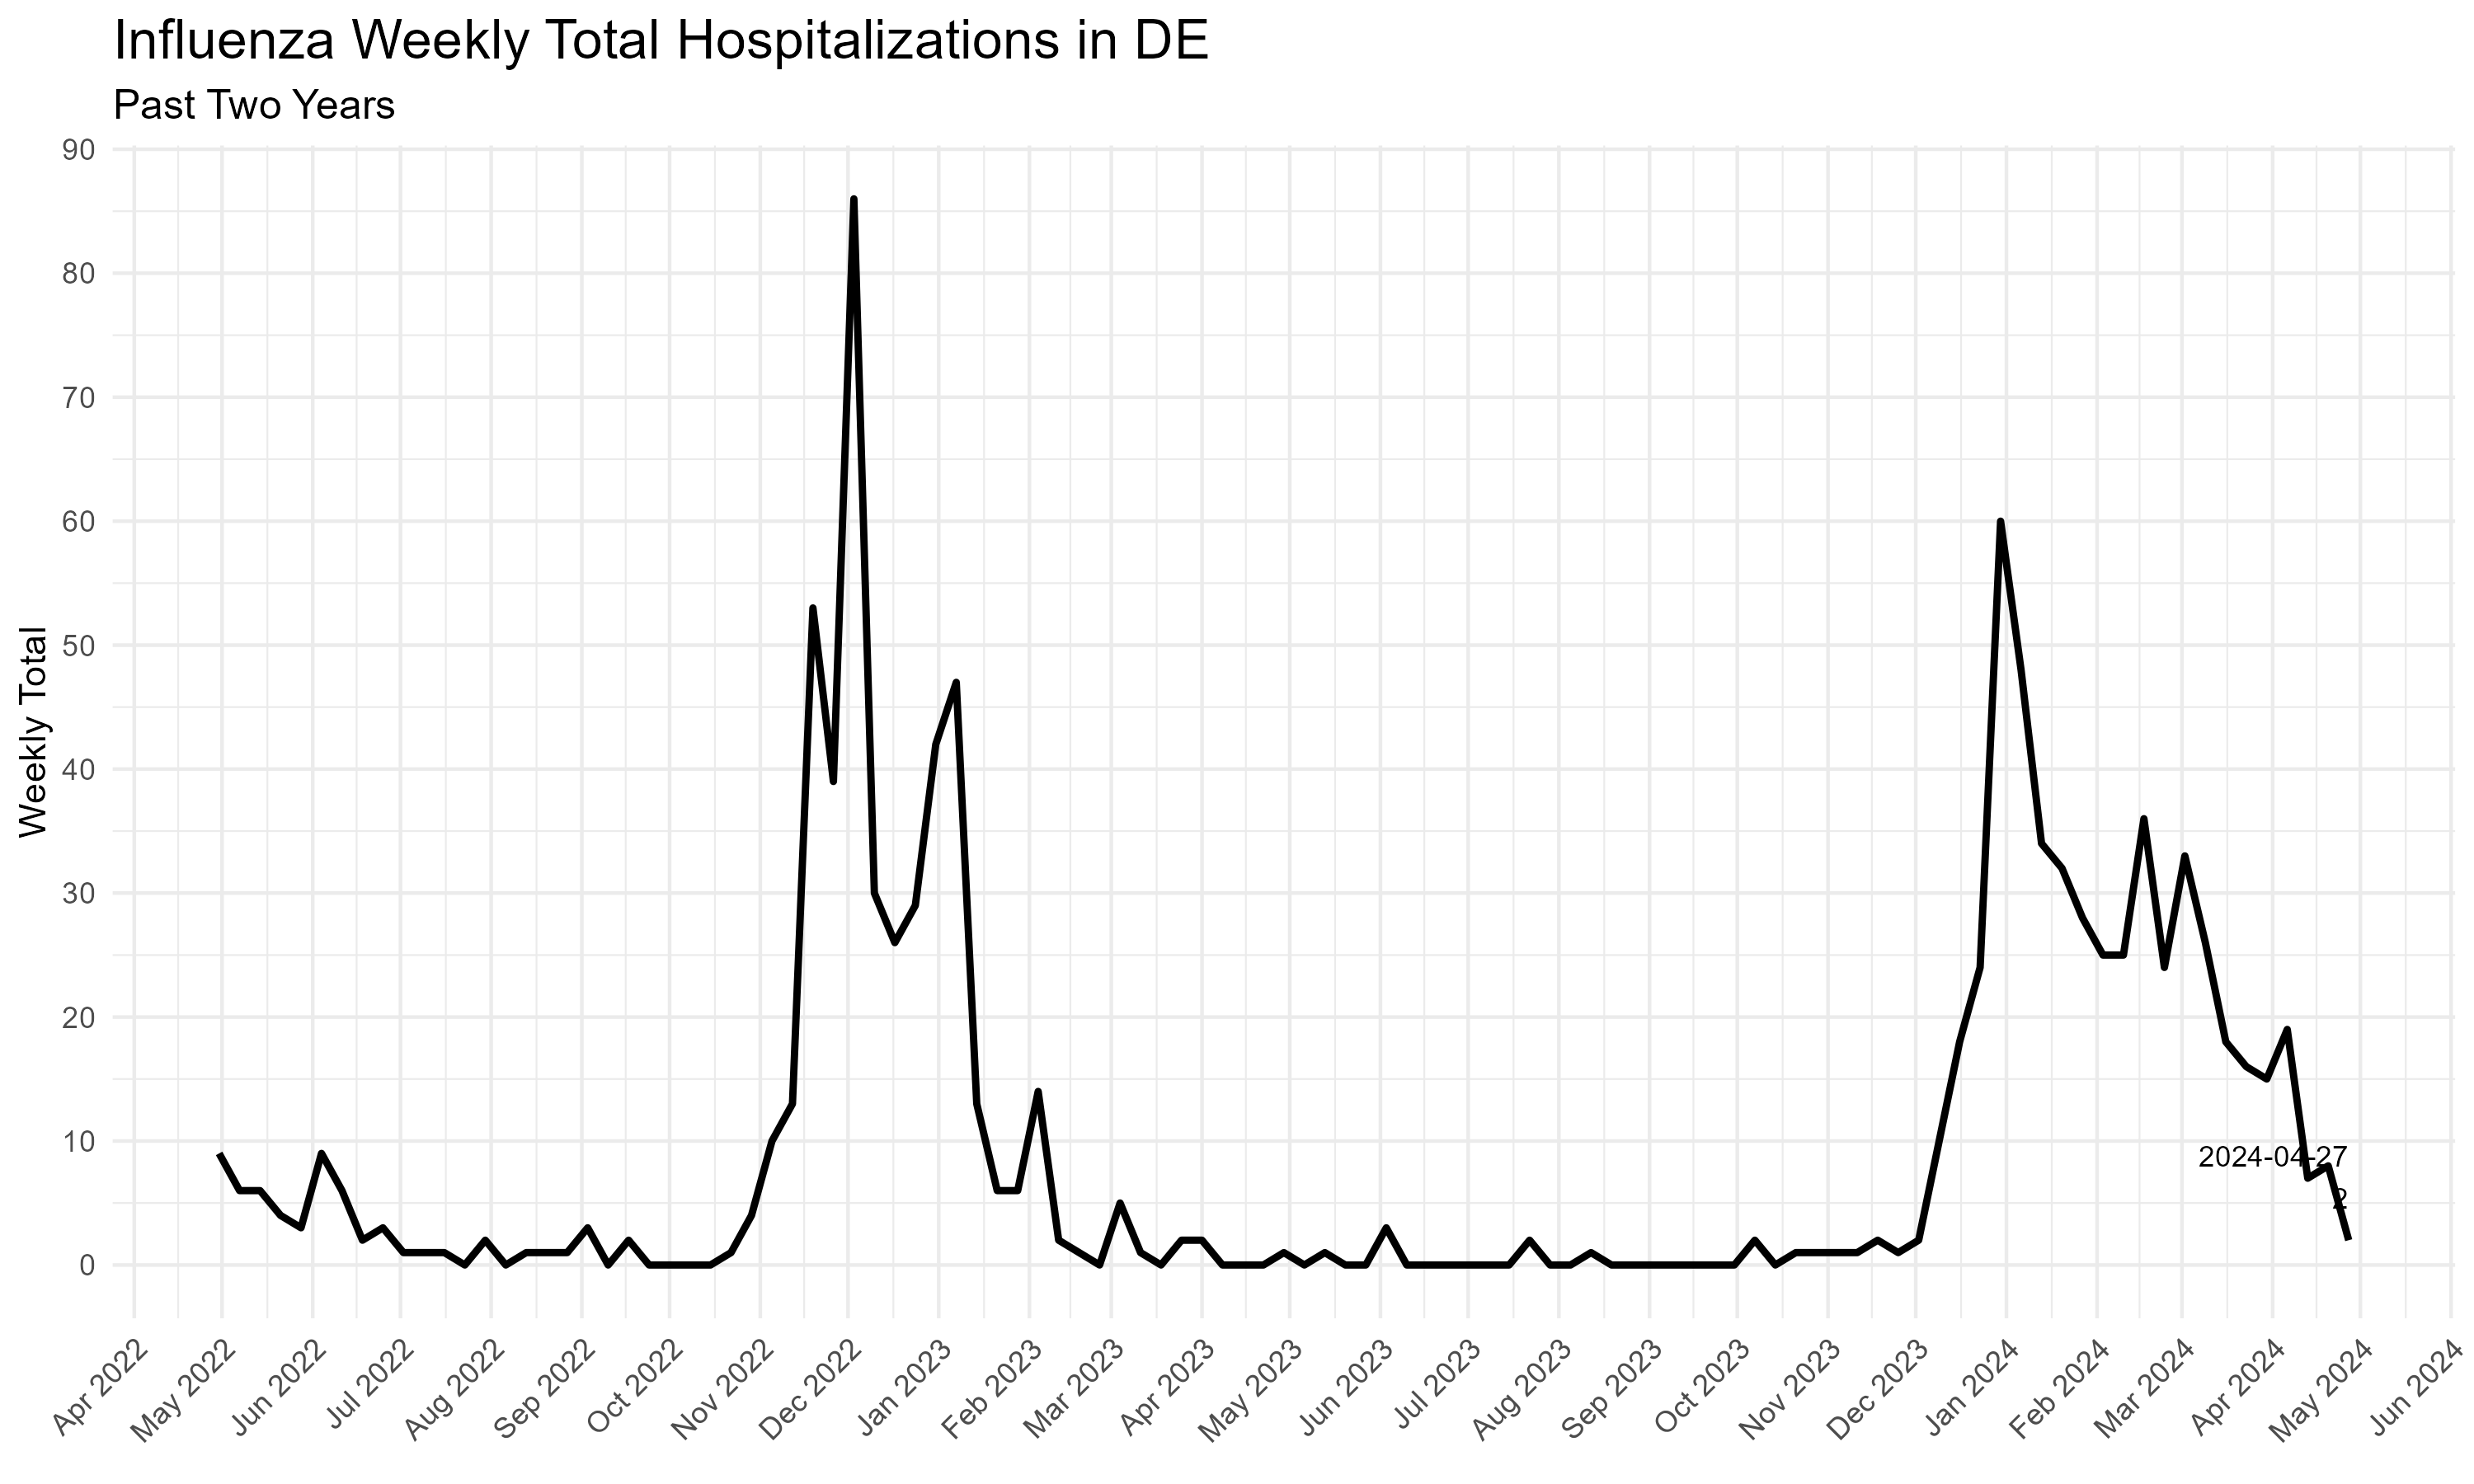 Influenza Weekly Total Hospitalizations in DE
Past Two Years
90
80
70
60
50
40
30
20
10
0
Weekly Total
2024-04-27
2
Apr 2022
May 2022
Jun 2022
Jul 2022
Aug 2022
Sep 2022
Oct 2022
Nov 2022
Dec 2022
Jan 2023
Feb 2023
Mar 2023
Apr 2023
May 2023
Jun 2023
Jul 2023
Aug 2023
Sep 2023
Oct 2023
Nov 2023
Dec 2023
Jan 2024
Feb 2024
Mar 2024
Apr 2024
May 2024
Jun 2024